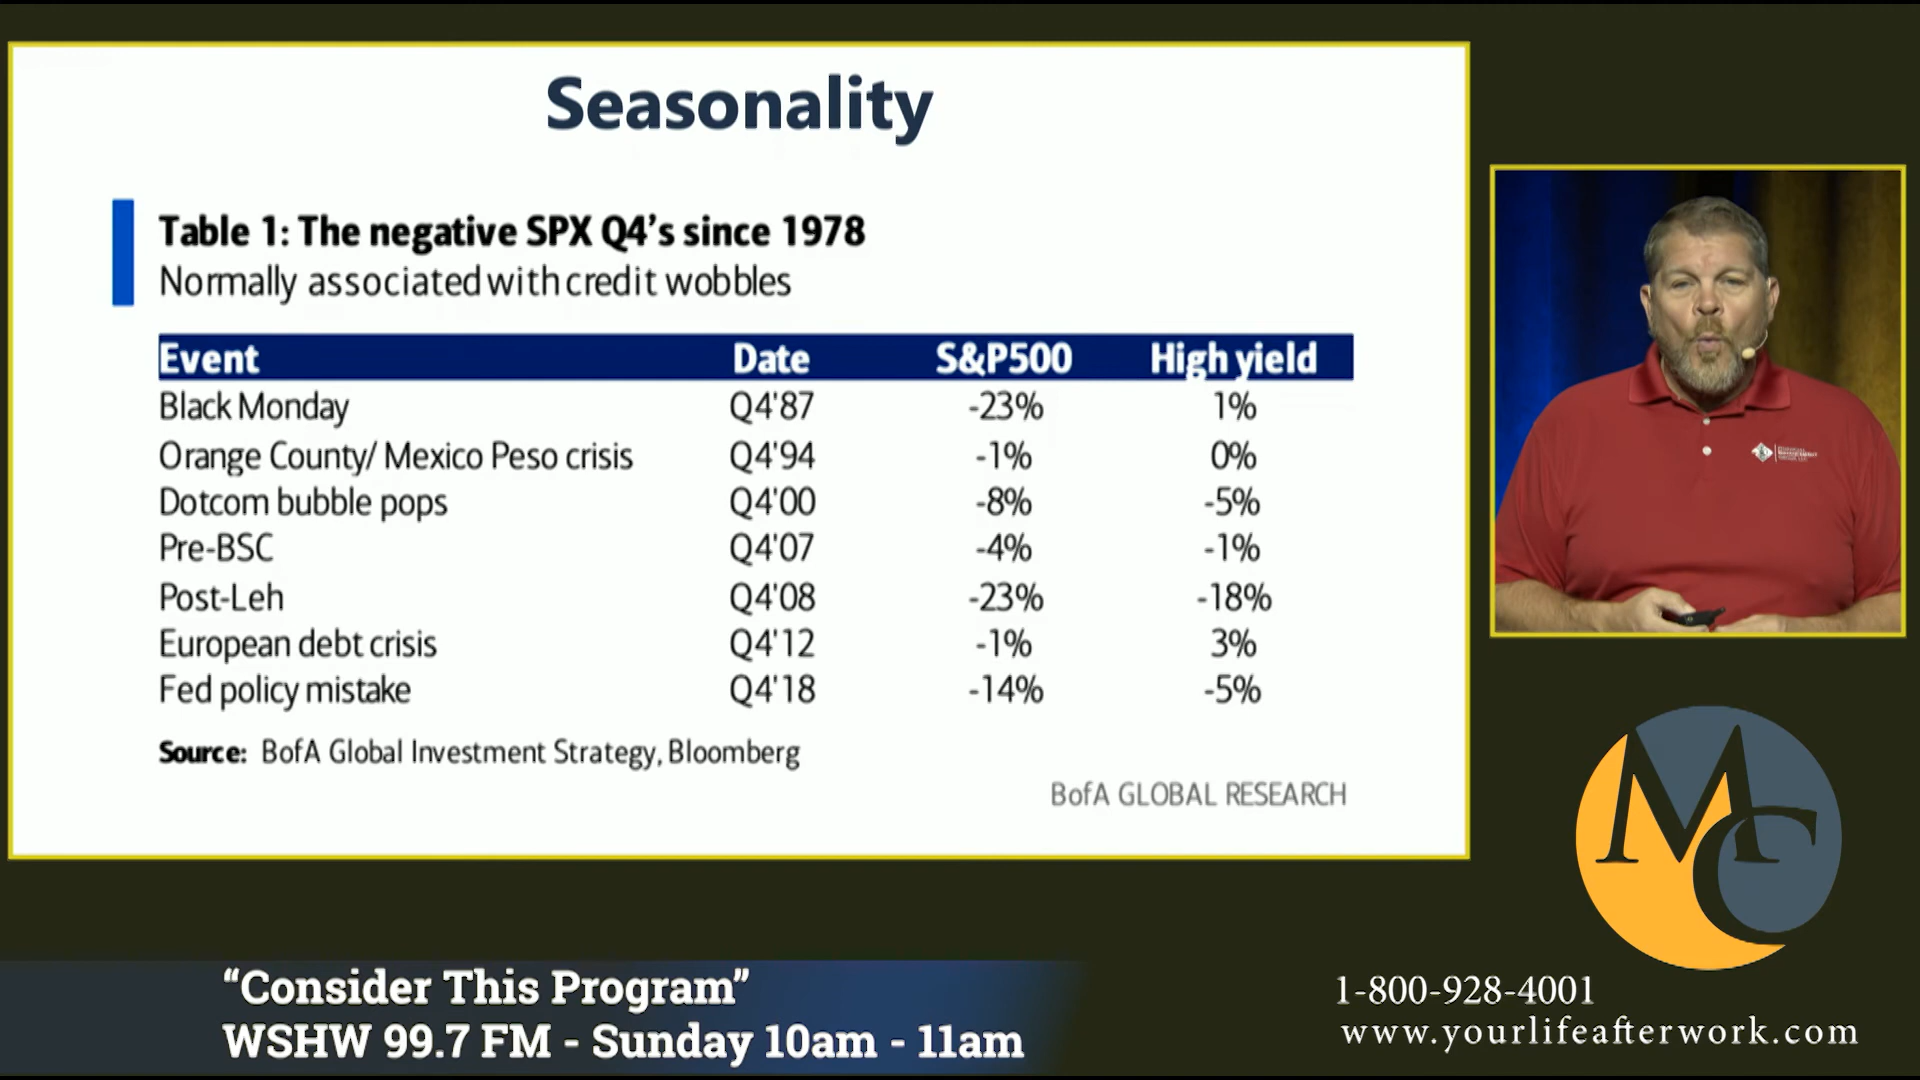 Seasonality
Table 1: The negative SPX Q4's since 1978
Normally associated with credit wobbles
Event Date S&P500 High yield
Black Monday Q4'87 -23% 1%
Orange County/ Mexico Peso crisis Q4'94 -1% 0%
Dotcom bubble pops Q4'00 -8% -5%
Pre-BSC Q4'07 -4% -1%
Post-Leh Q4'08 -23% -18%
European debt crisis Q4'12 -1% 3%
Fed policy mistake Q4'18 -14% -5%
Source: BofA Global Investment Strategy, Bloomberg
BofA GLOBAL RESEARCH
MC
“Consider This Program”
WSHW 99.7 FM - Sunday 10am - 11am
1-800-928-4001
www.yourlifeafterwork.com